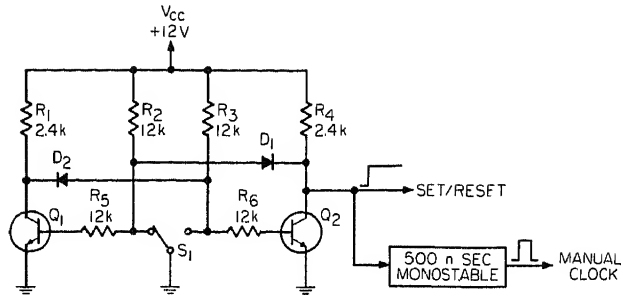 VCC
+12V
R1
2.4k
R2
12k
R3
12k
R4
2.4k
D1
D2
R5
12k
R6
12k
Q1
Q2
S1
SET/RESET
500 n SEC
MONOSTABLE
MANUAL
CLOCK